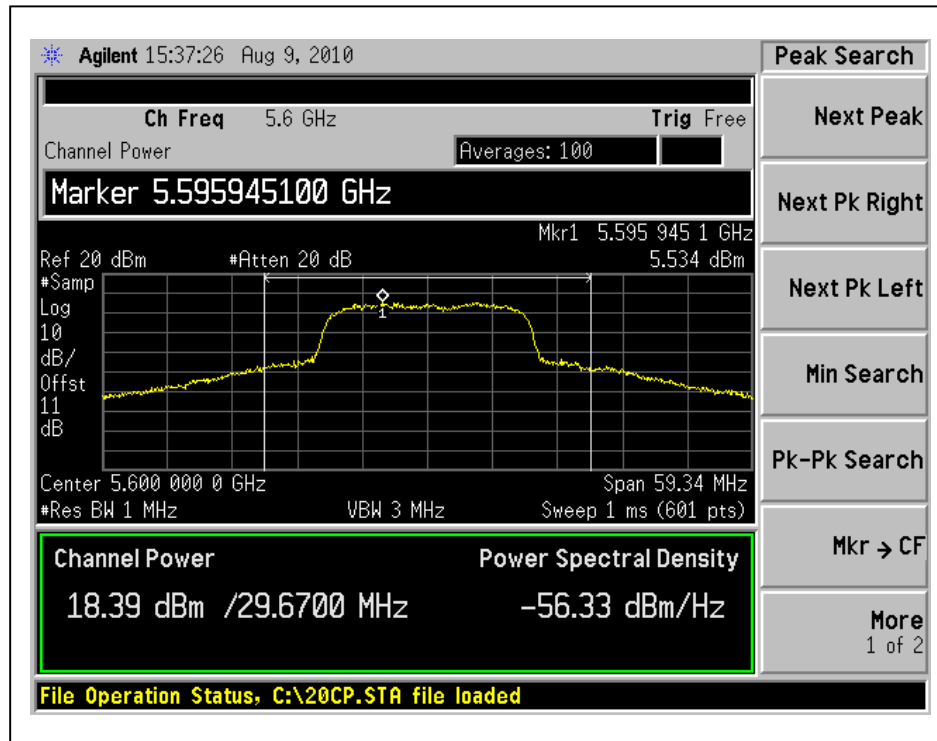 Agilent 15:37:26 Aug 9, 2010
Peak Search
Ch Freq 5.6 GHz Trig Free
Channel Power Averages: 100
Marker 5.595945100 GHz
Mkr1 5.595 945 1 GHz
Ref 20 dBm #Atten 20 dB 5.534 dBm
#Samp
Log
10
dB/
Offst
11
dB
1
Center 5.600 000 0 GHz Span 59.34 MHz
#Res BW 1 MHz VBW 3 MHz Sweep 1 ms (601 pts)
Channel Power Power Spectral Density
18.39 dBm /29.6700 MHz -56.33 dBm/Hz
File Operation Status, C:\20CP.STA file loaded
Next Peak
Next Pk Right
Next Pk Left
Min Search
Pk-Pk Search
Mkr → CF
More
1 of 2